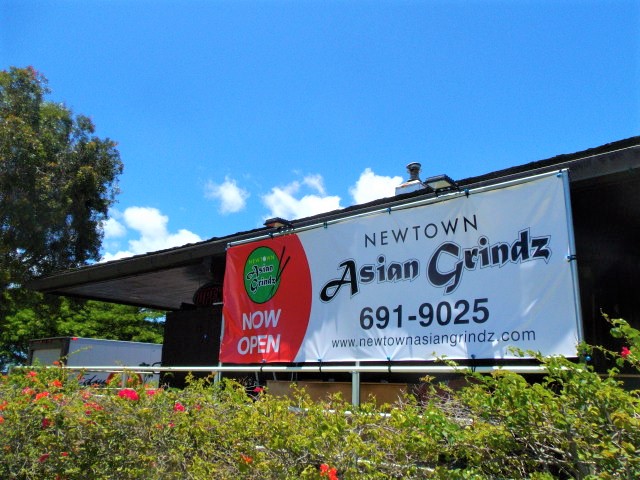 NEWTOWN
Asian
Grindz
NOW
OPEN
NEWTOWN
Asian Grindz
691-9025
www.newtownasiangrindz.com